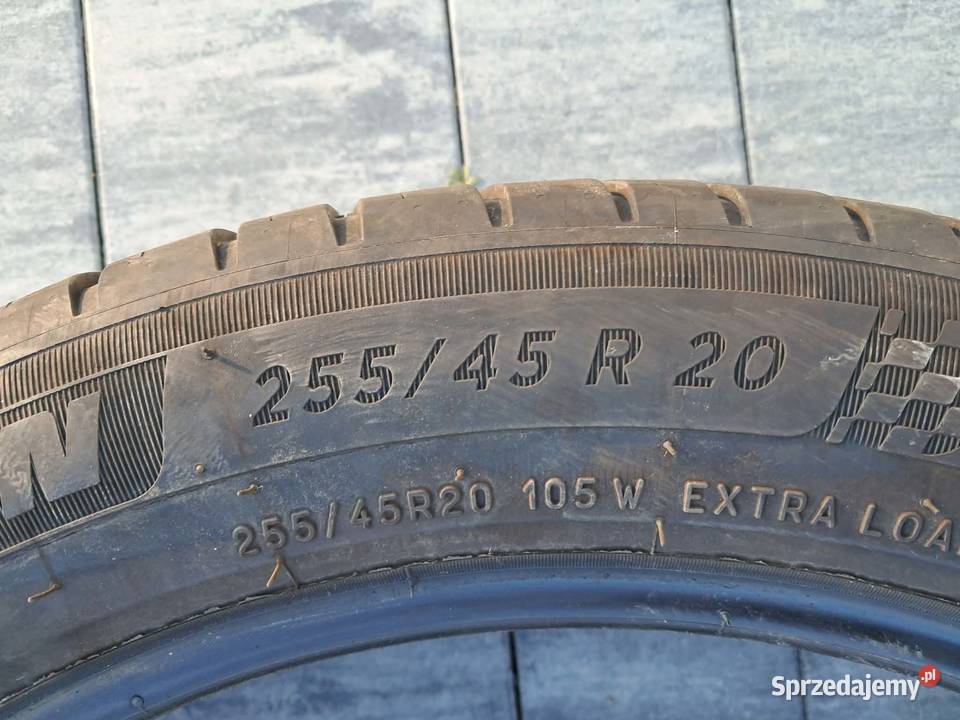 255/45 R 20
N
255/45R20 105 W EXTRA LOA
Sprzedajemy.pl